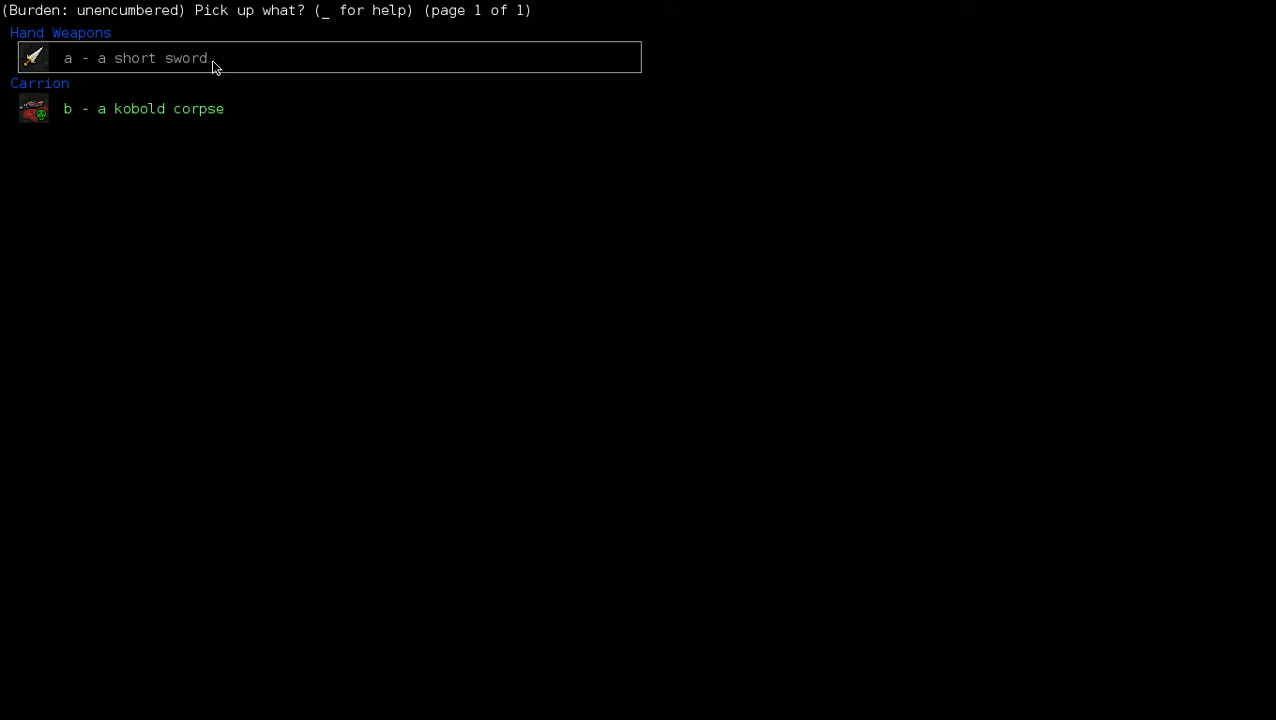 (Burden: unencumbered) Pick up what? (_ for help) (page 1 of 1)
Hand Weapons
a - a short sword
Carrion
b - a kobold corpse